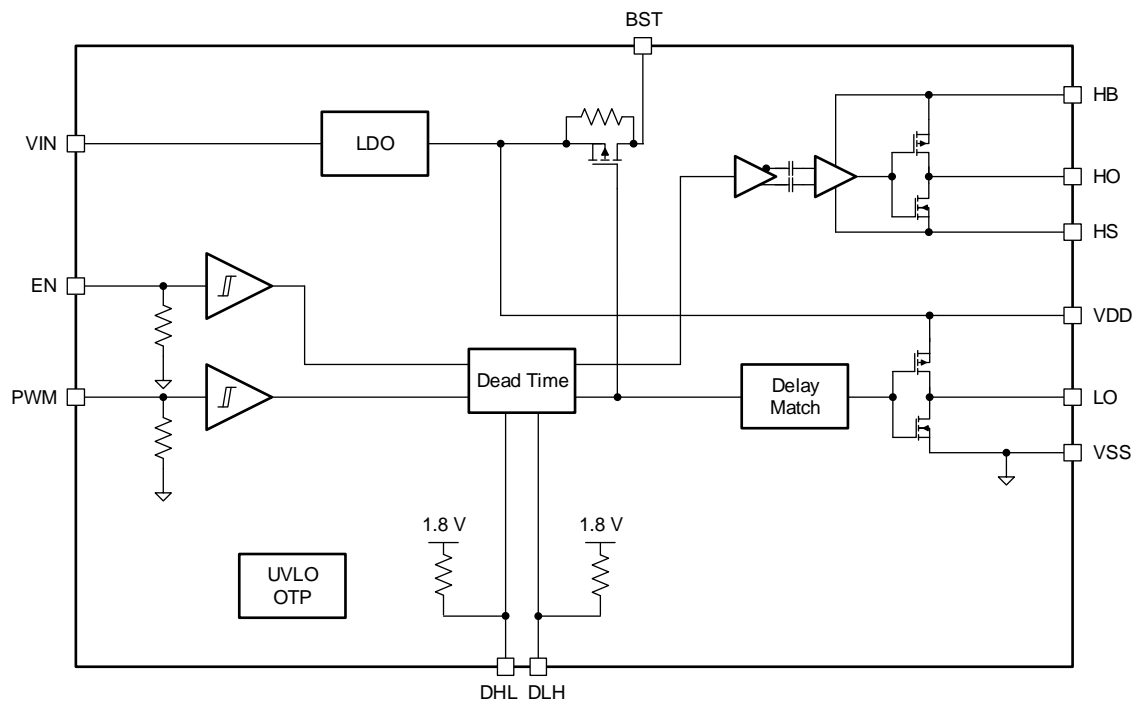 BST
HB
VIN
LDO
HO
HS
EN
VDD
Dead Time
Delay
Match
PWM
LO
VSS
1.8 V
1.8 V
UVLO
OTP
DHL
DLH